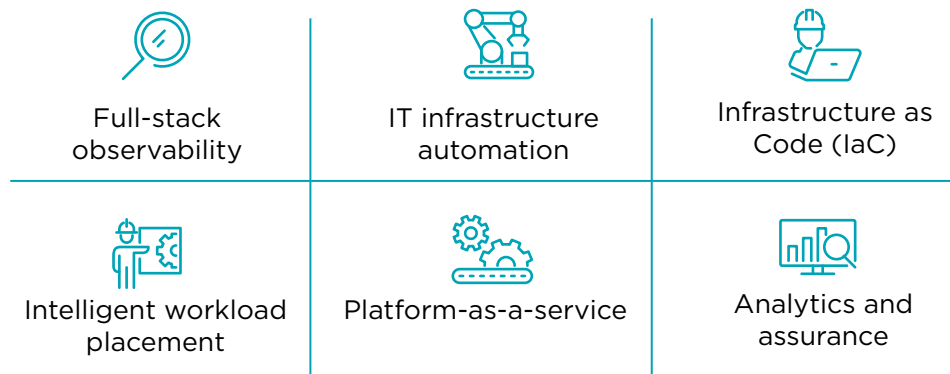 Full-stack
observability
IT infrastructure
automation
Infrastructure as
Code (IaC)
Intelligent workload
placement
Platform-as-a-service
Analytics and
assurance